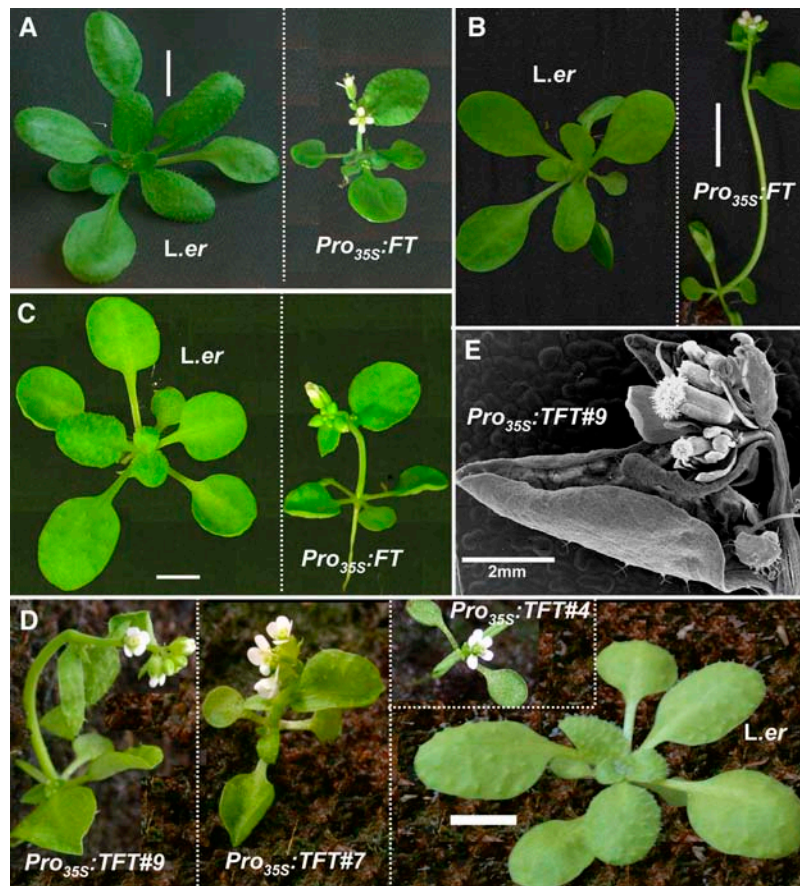 A
L.er
Pro35S:FT
B
L.er
Pro35S:FT
C
L.er
Pro35S:FT
E
Pro35S:TFT#9
2mm
D
Pro35S:TFT#9
Pro35S:TFT#7
Pro35S:TFT#4
L.er